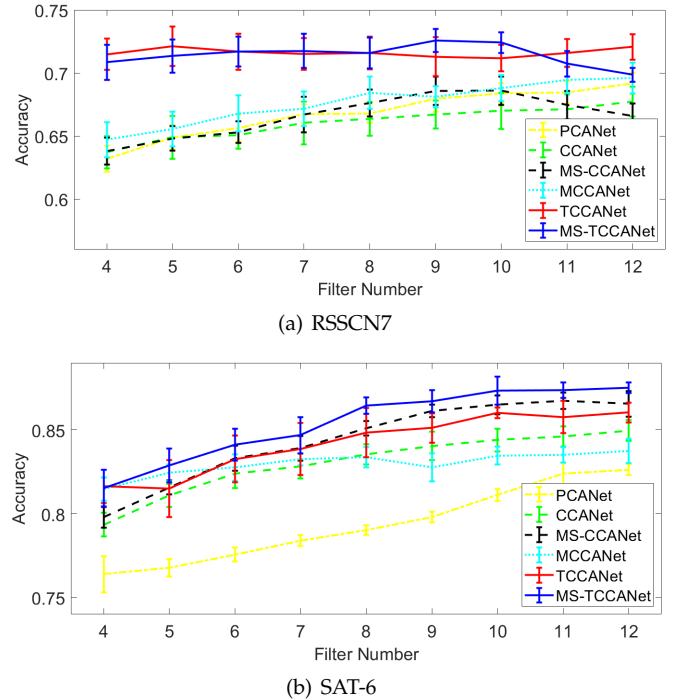 0.75
0.7
0.65
0.6
Accuracy
4 5 6 7 8 9 10 11 12
Filter Number
PCANet
CCANet
MS-CCANet
MCCANet
TCCANet
MS-TCCANet
(a) RSSCN7
0.85
0.8
0.75
Accuracy
4 5 6 7 8 9 10 11 12
Filter Number
PCANet
CCANet
MS-CCANet
MCCANet
TCCANet
MS-TCCANet
(b) SAT-6